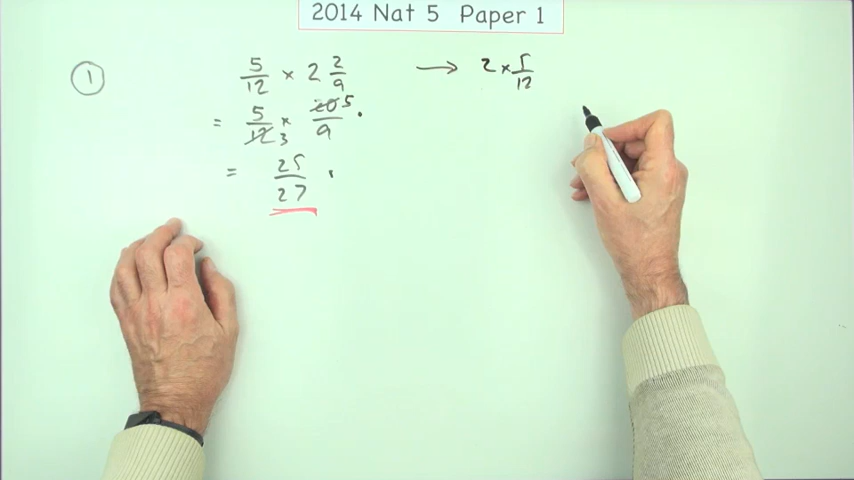 2014 Nat 5 Paper 1
① 5/12 × 2 2/9 → 2 × 5/12
= 5/12 3 × 20 5/9 .
= 25/27 .